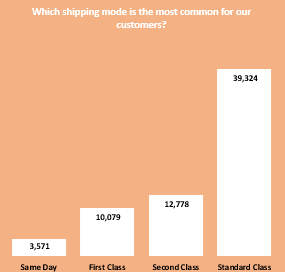 Which shipping mode is the most common for our
customers?
39,324
12,778
10,079
3,571
Same Day First Class Second Class Standard Class